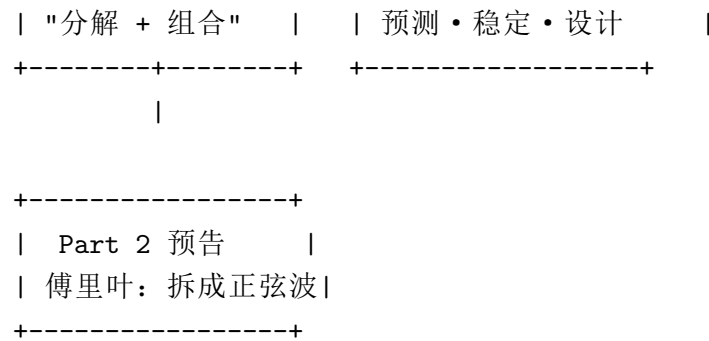 | "分解 + 组合" | | 预测·稳定·设计 |
+--------+--------+ +------------------+
|
+-----------------+
| Part 2 预告 |
| 傅里叶：拆成正弦波|
+-----------------+